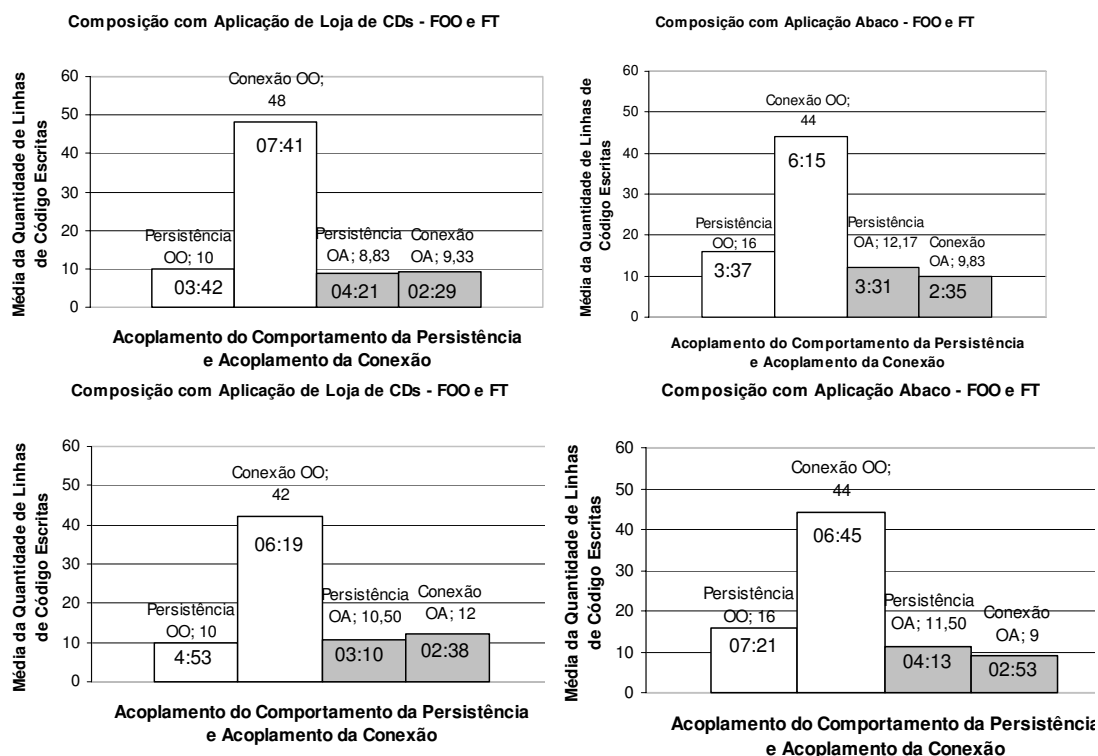 Composição com Aplicação de Loja de CDs - FOO e FT
Média da Quantidade de Linhas
de Código Escritas
60
50
40
30
20
10
0
Conexão OO;
48
07:41
Persistência
OO; 10
03:42
Persistência
OA; 8,83
04:21
Conexão
OA; 9,33
02:29
Acoplamento do Comportamento da Persistência
e Acoplamento da Conexão
Composição com Aplicação Abaco - FOO e FT
Média da Quantidade de Linhas de
Código Escritas
60
50
40
30
20
10
0
Conexão OO;
44
6:15
Persistência
OO; 16
3:37
Persistência
OA; 12,17
3:31
Conexão
OA; 9,83
2:35
Acoplamento do Comportamento da Persistência
e Acoplamento da Conexão
Composição com Aplicação de Loja de CDs - FOO e FT
Média da Quantidade de Linhas
de Código Escritas
60
50
40
30
20
10
0
Conexão OO;
42
06:19
Persistência
OO; 10
4:53
Persistência
OA; 10,50
03:10
Conexão
OA; 12
02:38
Acoplamento do Comportamento da Persistência
e Acoplamento da Conexão
Composição com Aplicação Abaco - FOO e FT
Média da Quantidade de Linhas
de Código Escritas
60
50
40
30
20
10
0
Conexão OO;
44
06:45
Persistência
OO; 16
07:21
Persistência
OA; 11,50
04:13
Conexão
OA; 9
02:53
Acoplamento do Comportamento da Persistência
e Acoplamento da Conexão